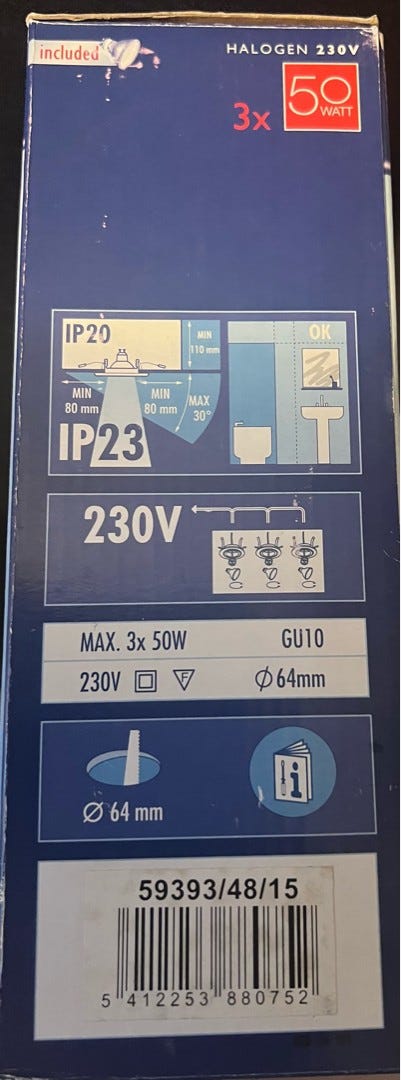 included
HALOGEN 230V
3x 50
WATT
IP20
MIN
110 mm
OK
MIN
80 mm
MIN
80 mm
MAX
30°
IP23
230V
MAX. 3x 50W GU10
230V F Ø64mm
Ø 64 mm
i
59393/48/15
5 412253 880752